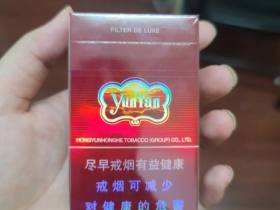 FILTER DE LUXE
YunYan
HONGYUNHONGHE TOBACCO (GROUP) CO., LTD.
尽早戒烟有益健康
戒烟可减少
对健康的危害